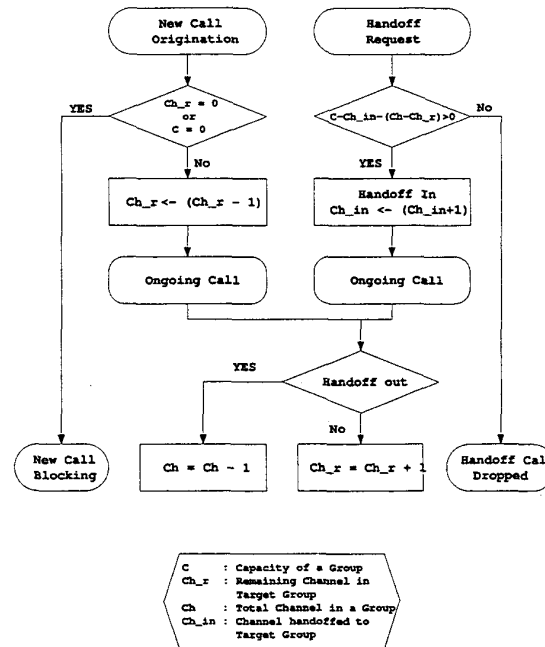 New Call
Origination
Handoff
Request
YES
Ch_r = 0
or
C = 0
C-Ch_in-(Ch-Ch_r)>0
No
No
YES
Ch_r <- (Ch_r - 1)
Handoff In
Ch_in <- (Ch_in+1)
Ongoing Call
Ongoing Call
YES
Handoff out
No
New Call
Blocking
Ch = Ch - 1
Ch_r = Ch_r + 1
Handoff Cal
Dropped
C : Capacity of a Group
Ch_r : Remaining Channel in
Target Group
Ch : Total Channel in a Group
Ch_in : Channel handoffed to
Target Group